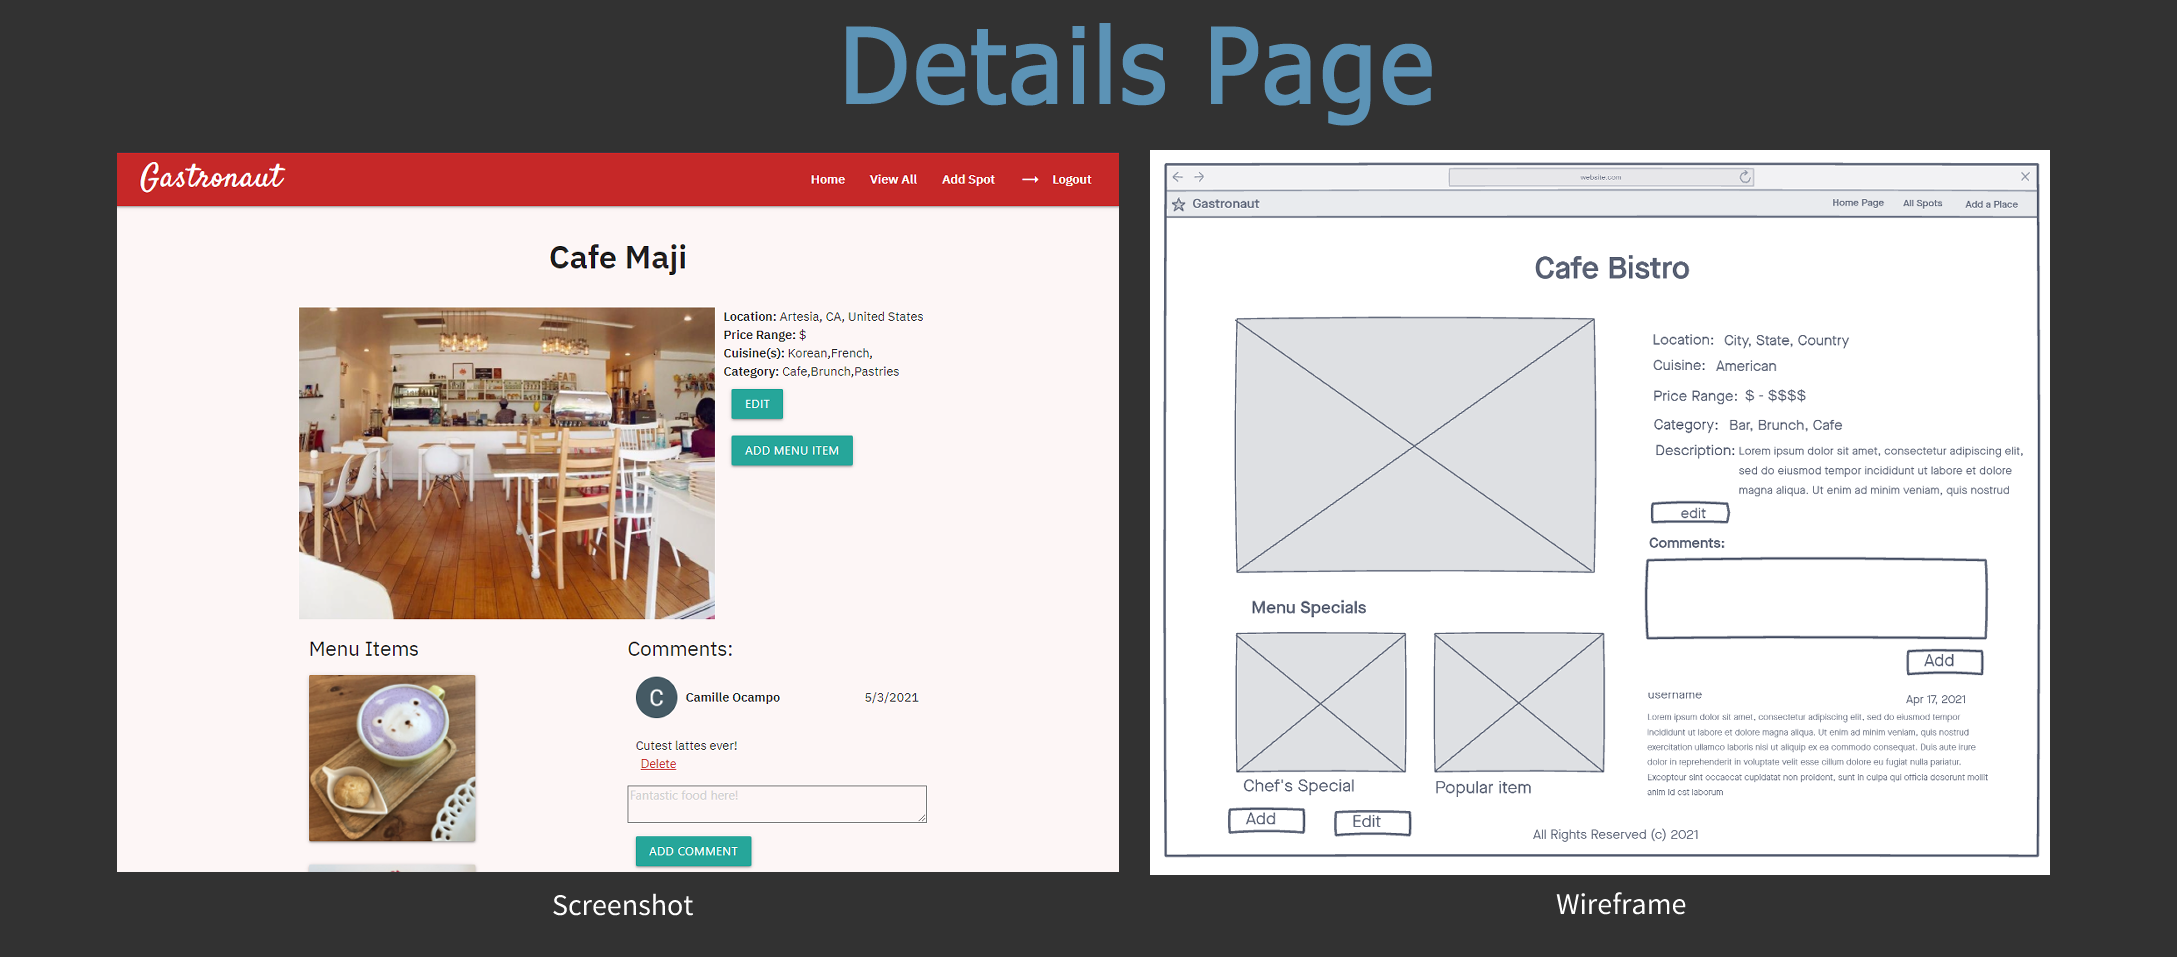 Details Page
Gastronaut
Home View All Add Spot → Logout
Cafe Maji
Location: Artesia, CA, United States
Price Range: $
Cuisine(s): Korean,French,
Category: Cafe,Brunch,Pastries
EDIT
ADD MENU ITEM
Menu Items
Comments:
C Camille Ocampo 5/3/2021
Cutest lattes ever!
Delete
Fantastic food here!
ADD COMMENT
Screenshot
website.com
Gastronaut
Home Page All Spots Add a Place
Cafe Bistro
Location: City, State, Country
Cuisine: American
Price Range: $ - $$$$
Category: Bar, Brunch, Cafe
Description: Lorem ipsum dolor sit amet, consectetur adipiscing elit,
sed do eiusmod tempor incididunt ut labore et dolore
magna aliqua. Ut enim ad minim veniam, quis nostrud
edit
Comments:
Add
username Apr 17, 2021
Lorem ipsum dolor sit amet, consectetur adipiscing elit, sed do eiusmod tempor
incididunt ut labore et dolore magna aliqua. Ut enim ad minim veniam, quis nostrud
exercitation ullamco laboris nisi ut aliquip ex ea commodo consequat. Duis aute irure
dolor in reprehenderit in voluptate velit esse cillum dolore eu fugiat nulla pariatur.
Excepteur sint occaecat cupidatat non proident, sunt in culpa qui officia deserunt mollit
anim id est laborum
Menu Specials
Chef's Special
Popular item
Add
Edit
All Rights Reserved (c) 2021
Wireframe